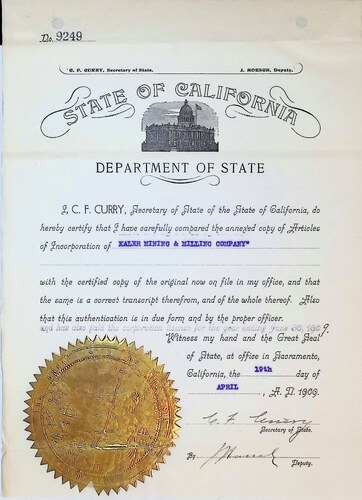 No. 9249
C. F. CURRY, Secretary of State. J. HOESCH, Deputy.
STATE OF CALIFORNIA
DEPARTMENT OF STATE
I, C. F. CURRY, Secretary of State of the State of California, do
hereby certify that I have carefully compared the annexed copy of Articles
of Incorporation of KALER MINING & MILLING COMPANY"
with the certified copy of the original now on file in my office, and that
the same is a correct transcript therefrom, and of the whole thereof. Also
that this authentication is in due form and by the proper officer.
and has also paid the corporation license for the year ending June 30, 1909.
Witness my hand and the Great Seal
of State, at office in Sacramento,
California, the 19th day of
APRIL, A. D. 1909.
C F Curry
Secretary of State.
By J Hoesch
Deputy.